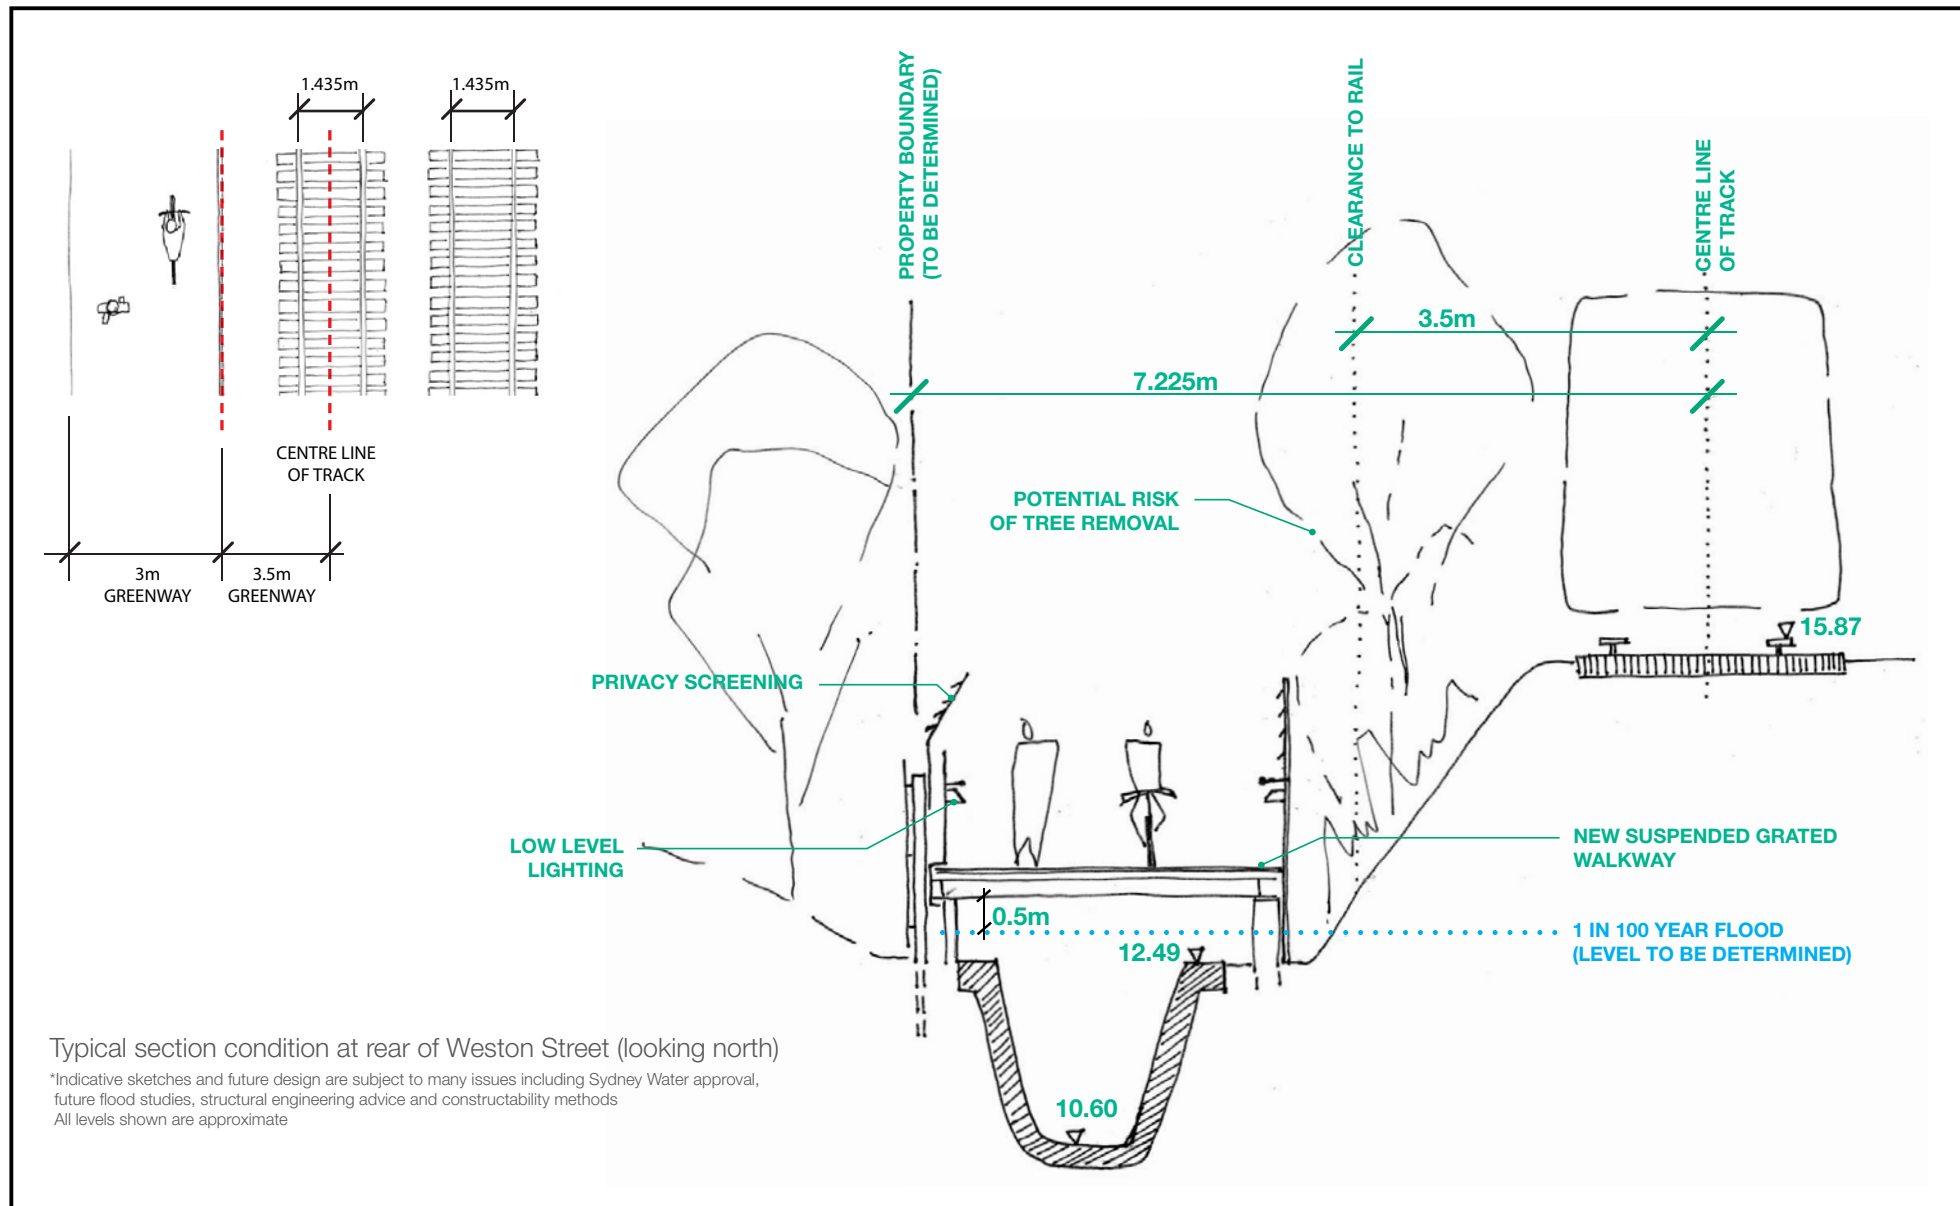 1.435m
1.435m
CENTRE LINE
OF TRACK
3m
GREENWAY
3.5m
GREENWAY
PROPERTY BOUNDARY
(TO BE DETERMINED)
CLEARANCE TO RAIL
CENTRE LINE
OF TRACK
3.5m
7.225m
POTENTIAL RISK
OF TREE REMOVAL
15.87
PRIVACY SCREENING
LOW LEVEL
LIGHTING
NEW SUSPENDED GRATED
WALKWAY
0.5m
1 IN 100 YEAR FLOOD
(LEVEL TO BE DETERMINED)
12.49
10.60
Typical section condition at rear of Weston Street (looking north)
*Indicative sketches and future design are subject to many issues including Sydney Water approval,
future flood studies, structural engineering advice and constructability methods
All levels shown are approximate